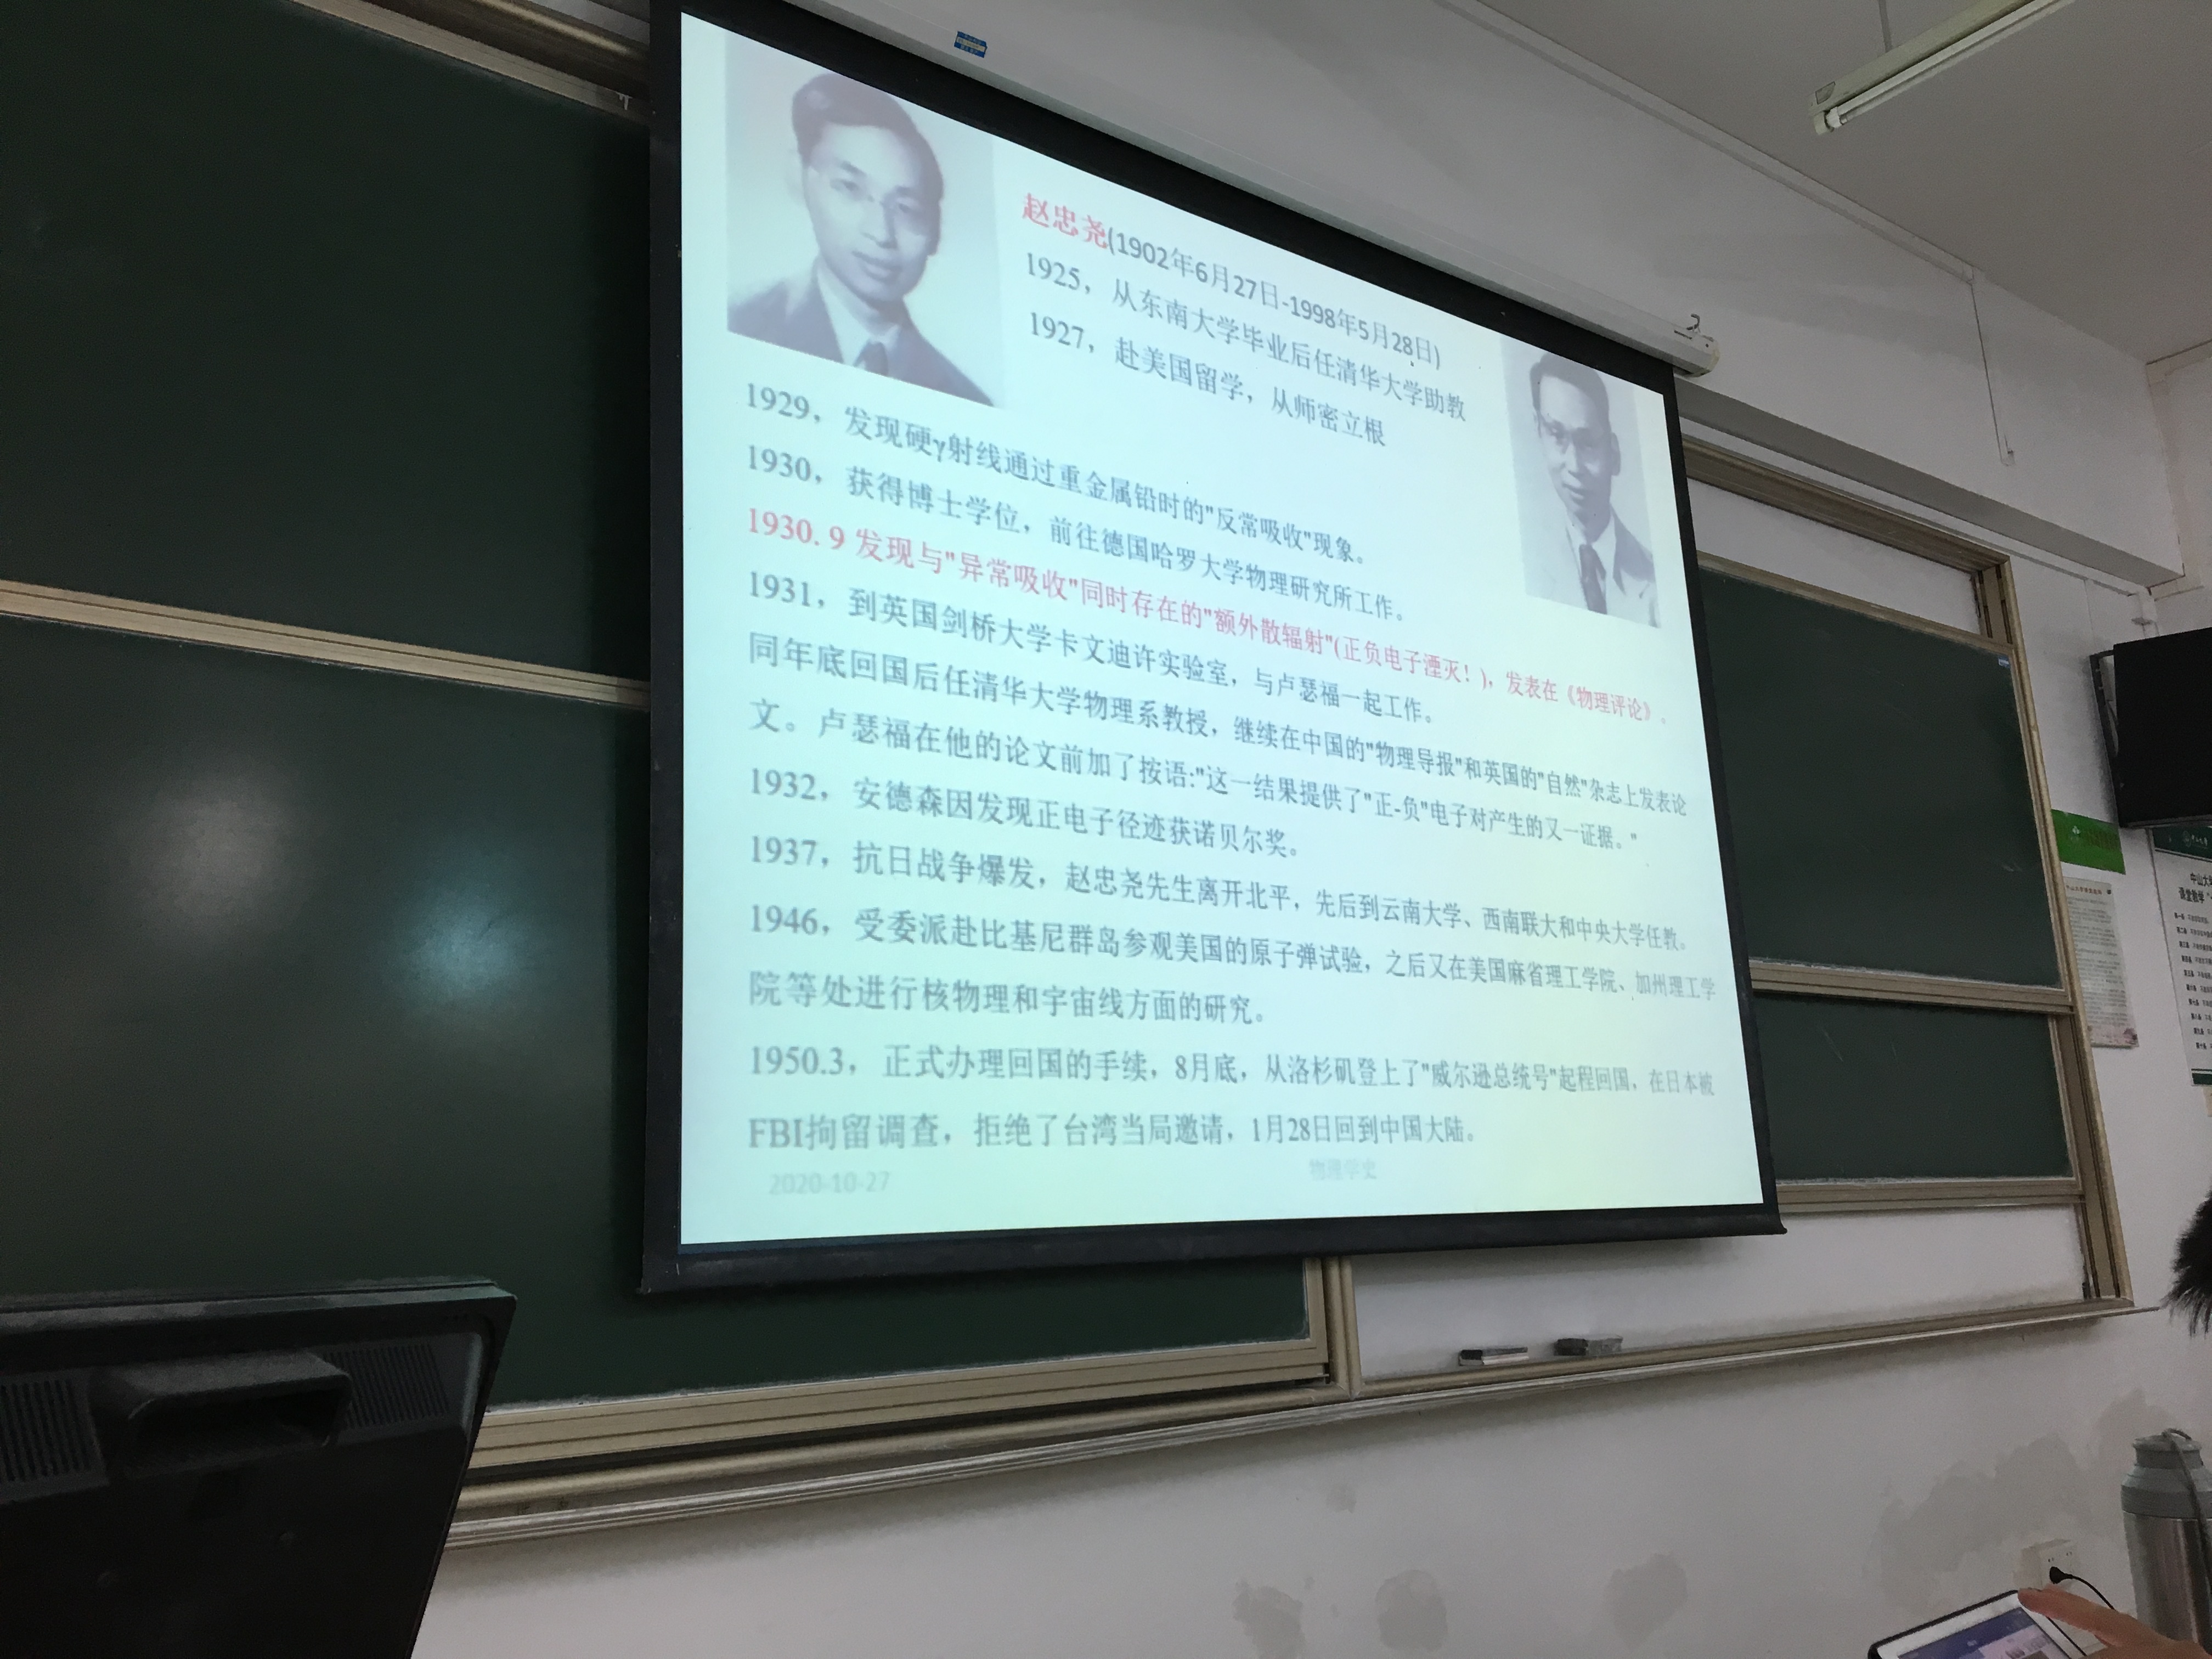 赵忠尧(1902年6月27日-1998年5月28日)
1925，从东南大学毕业后任清华大学助教
1927，赴美国留学，从师密立根
1929，发现硬γ射线通过重金属铅时的"反常吸收"现象。
1930，获得博士学位，前往德国哈罗大学物理研究所工作。
1930.9 发现与"异常吸收"同时存在的"额外散辐射"(正负电子湮灭！)，发表在《物理评论》。
1931，到英国剑桥大学卡文迪许实验室，与卢瑟福一起工作。
同年底回国后任清华大学物理系教授，继续在中国的"物理导报"和英国的"自然"杂志上发表论
文。卢瑟福在他的论文前加了按语:"这一结果提供了"正-负"电子对产生的又一证据。"
1932，安德森因发现正电子径迹获诺贝尔奖。
1937，抗日战争爆发，赵忠尧先生离开北平，先后到云南大学、西南联大和中央大学任教。
1946，受委派赴比基尼群岛参观美国的原子弹试验，之后又在美国麻省理工学院、加州理工学
院等处进行核物理和宇宙线方面的研究。
1950.3，正式办理回国的手续，8月底，从洛杉矶登上了"威尔逊总统号"起程回国，在日本被
FBI拘留调查，拒绝了台湾当局邀请，1月28日回到中国大陆。
2020-10-27
物理学史
中山大
课堂教学